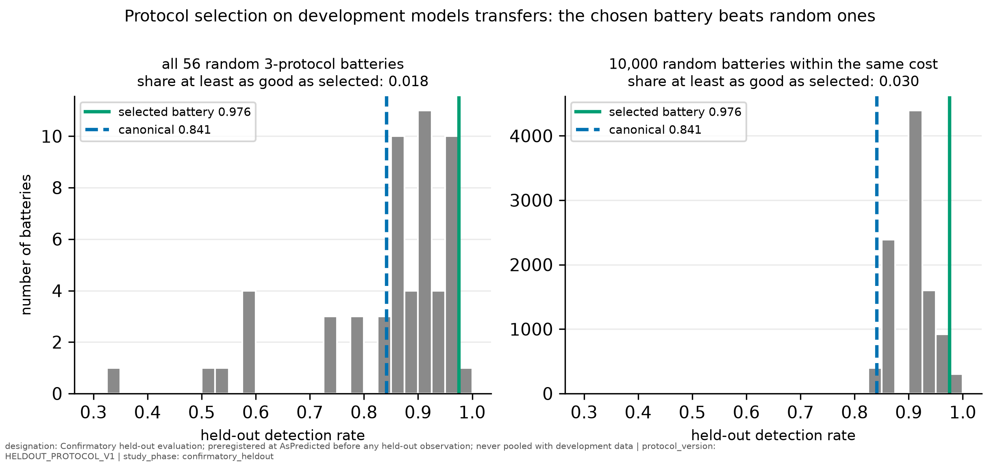 Protocol selection on development models transfers: the chosen battery beats random ones
all 56 random 3-protocol batteries
share at least as good as selected: 0.018
selected battery 0.976
canonical 0.841
number of batteries
10
8
6
4
2
0
0.3 0.4 0.5 0.6 0.7 0.8 0.9 1.0
held-out detection rate
10,000 random batteries within the same cost
share at least as good as selected: 0.030
selected battery 0.976
canonical 0.841
4000
3000
2000
1000
0
0.3 0.4 0.5 0.6 0.7 0.8 0.9 1.0
held-out detection rate
designation: Confirmatory held-out evaluation; preregistered at AsPredicted before any held-out observation; never pooled with development data | protocol_version:
HELDOUT_PROTOCOL_V1 | study_phase: confirmatory_heldout